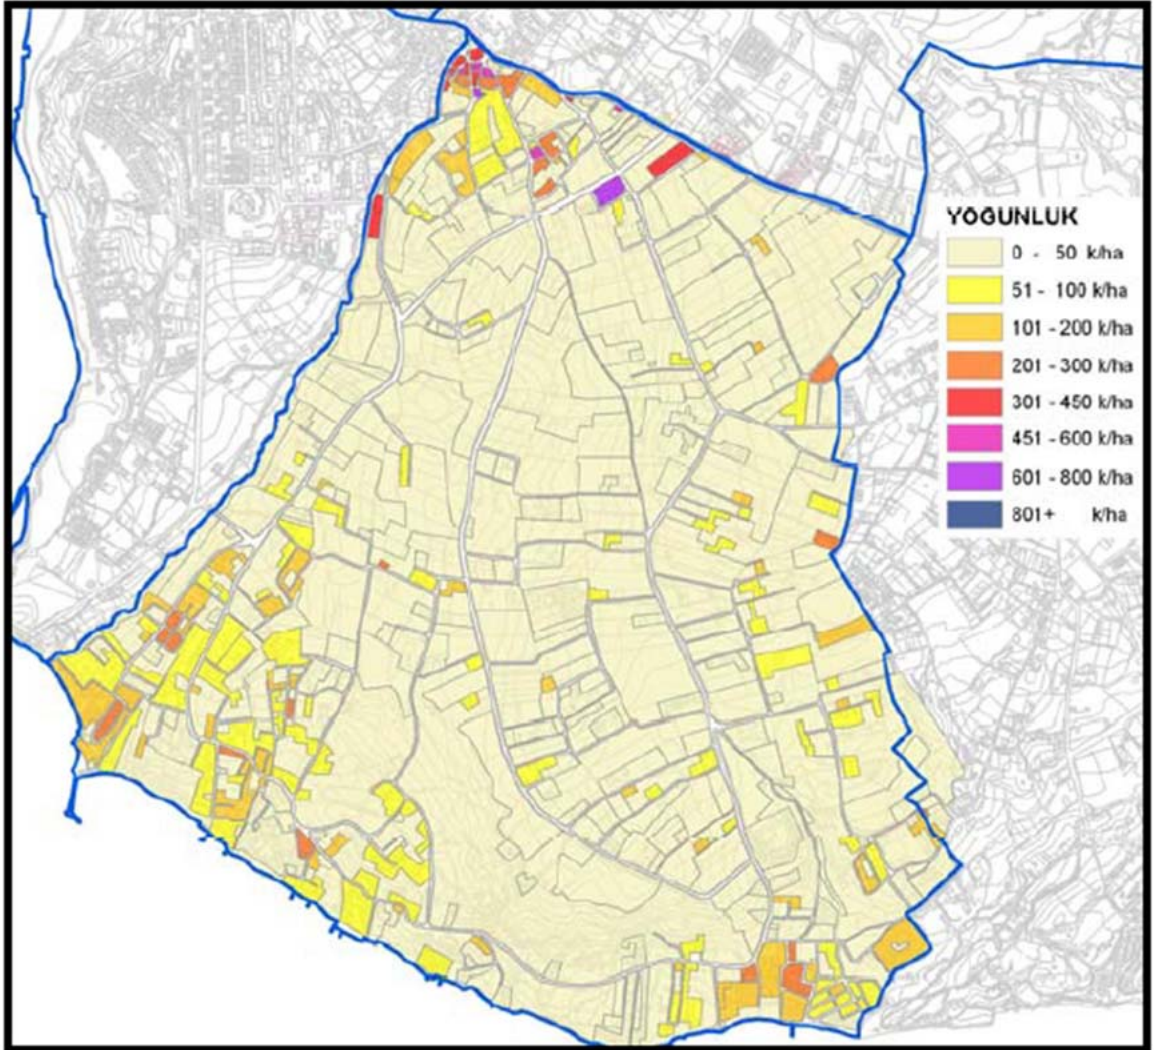 YOĞUNLUK
0 - 50 k/ha
51 - 100 k/ha
101 - 200 k/ha
201 - 300 k/ha
301 - 450 k/ha
451 - 600 k/ha
601 - 800 k/ha
801+ k/ha